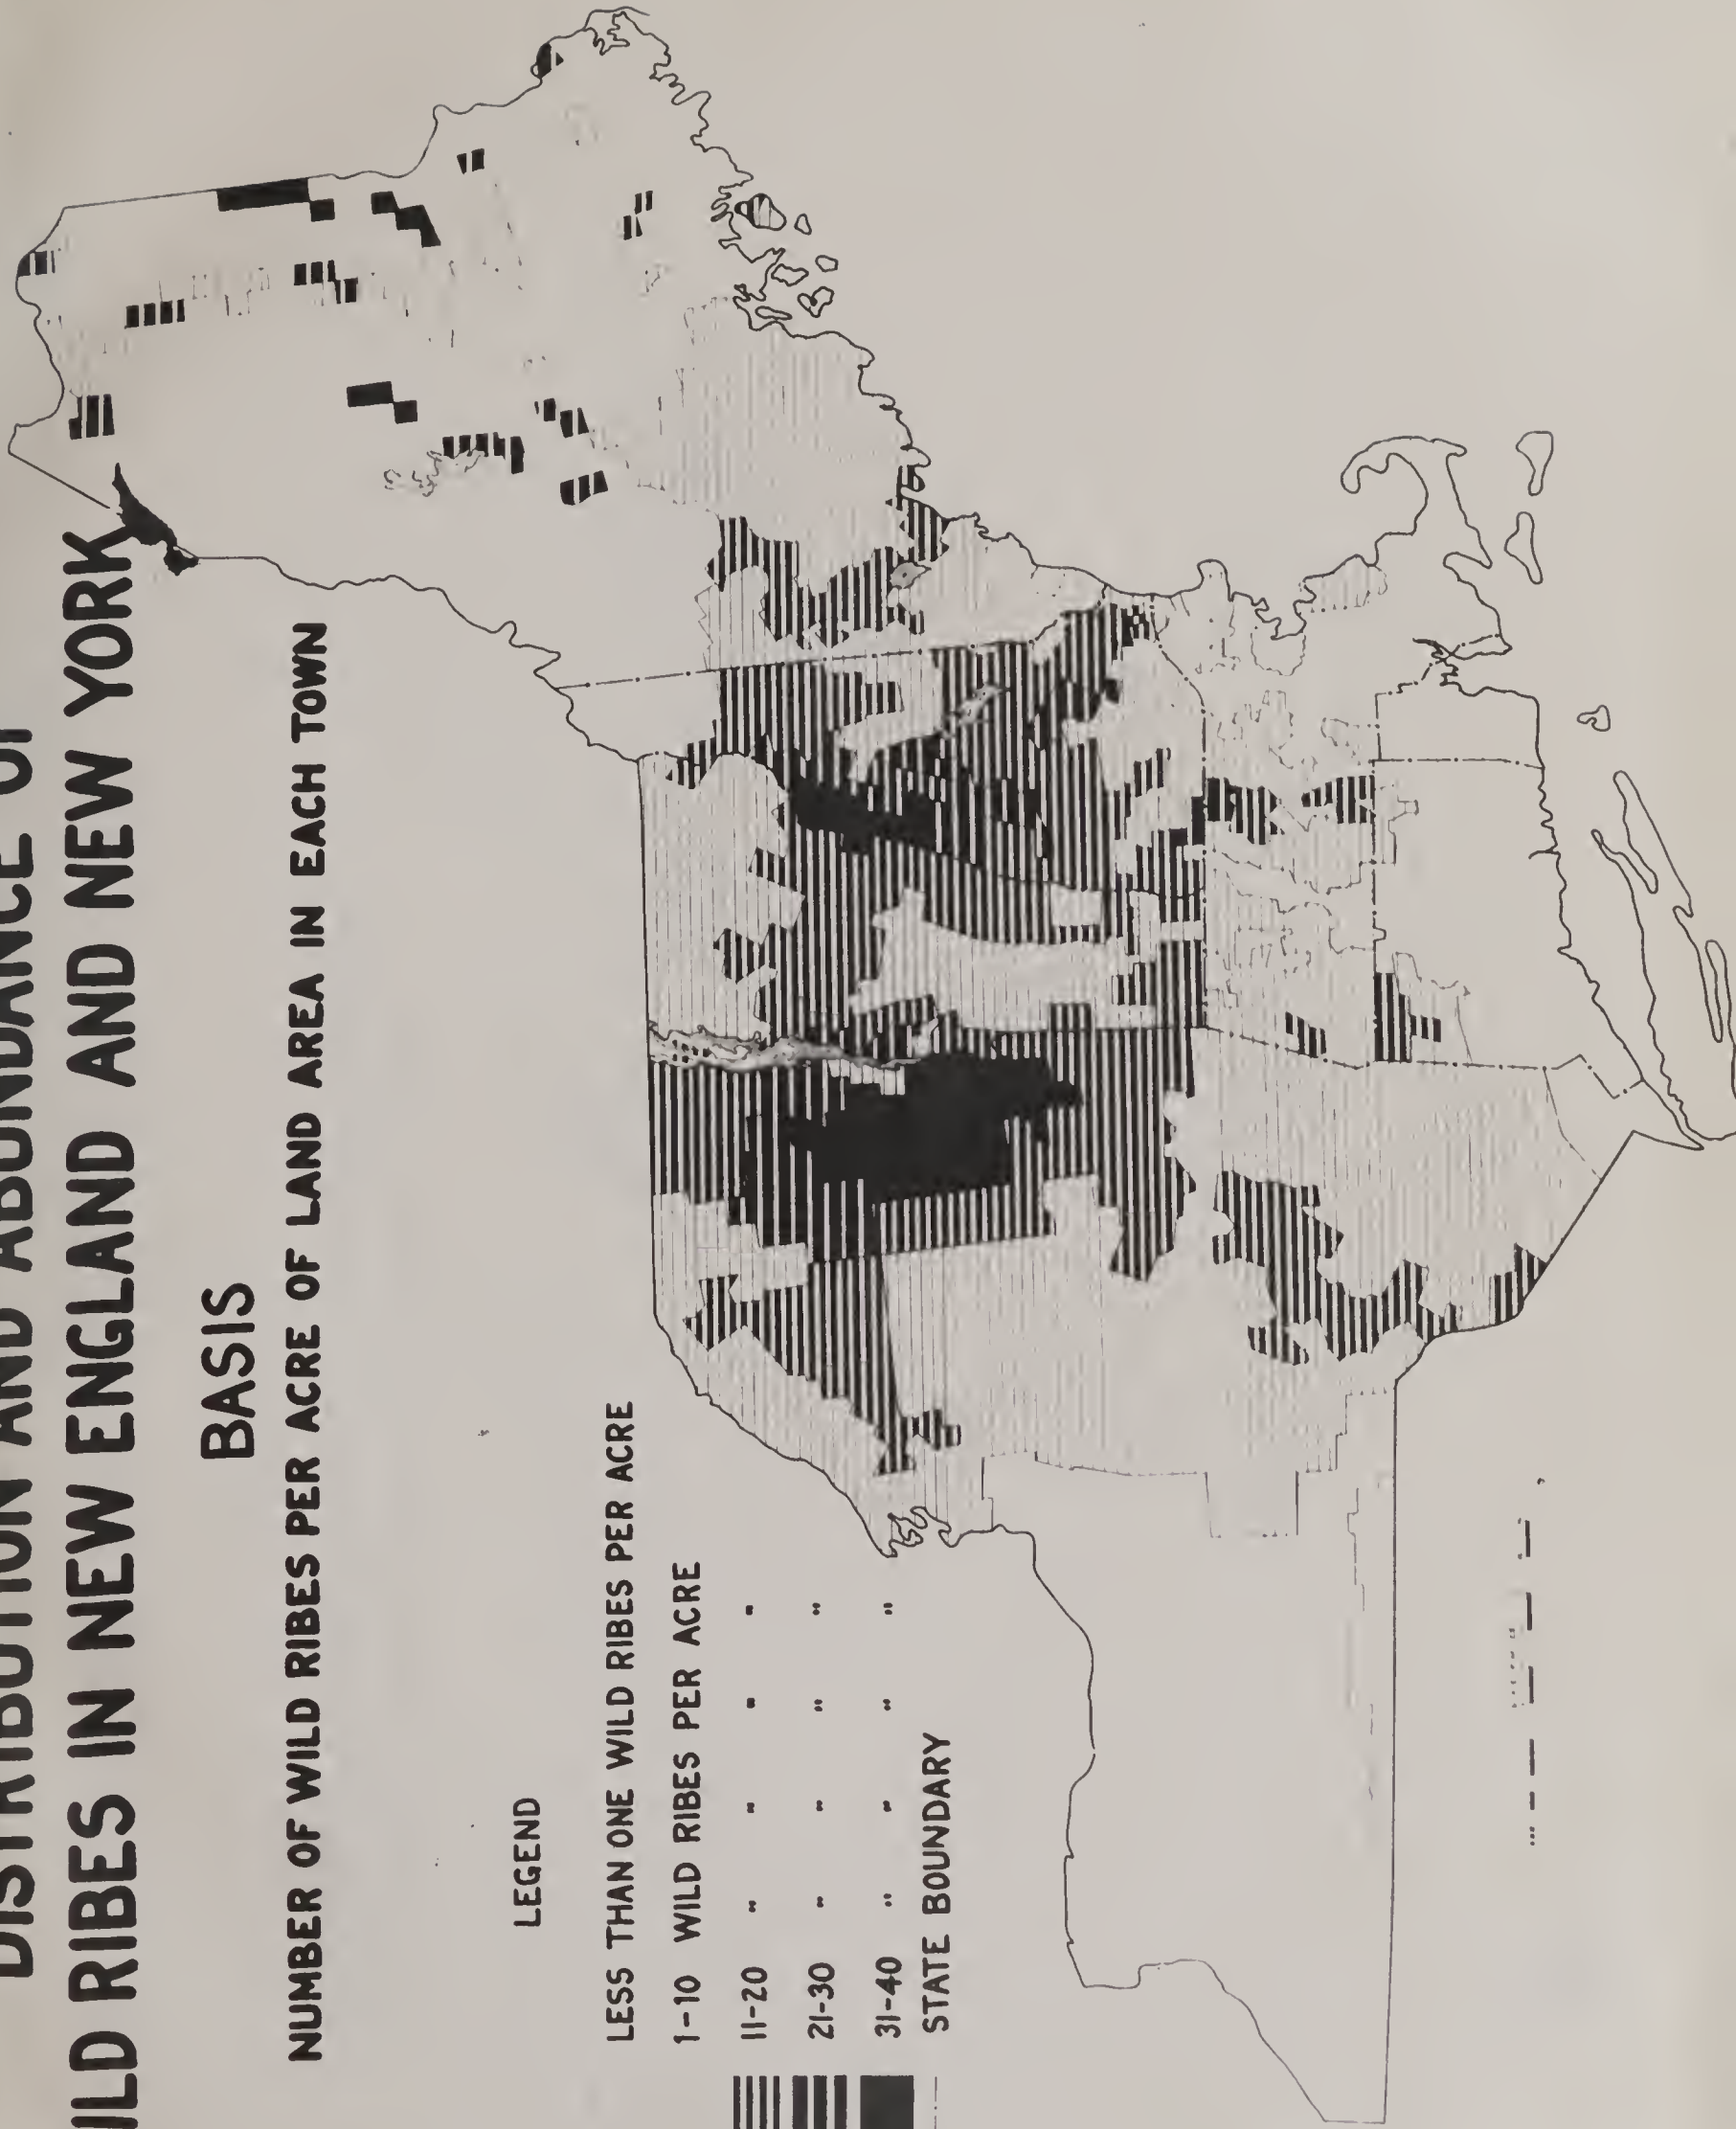 DISTRIBUTION AND ABUNDANCE OF
ILD RIBES IN NEW ENGLAND AND NEW YORK
BASIS
NUMBER OF WILD RIBES PER ACRE OF LAND AREA IN EACH TOWN
LEGEND
LESS THAN ONE WILD RIBES PER ACRE
1-10 WILD RIBES PER ACRE
11-20 " " " "
21-30 " " " "
31-40 " " " "
STATE BOUNDARY